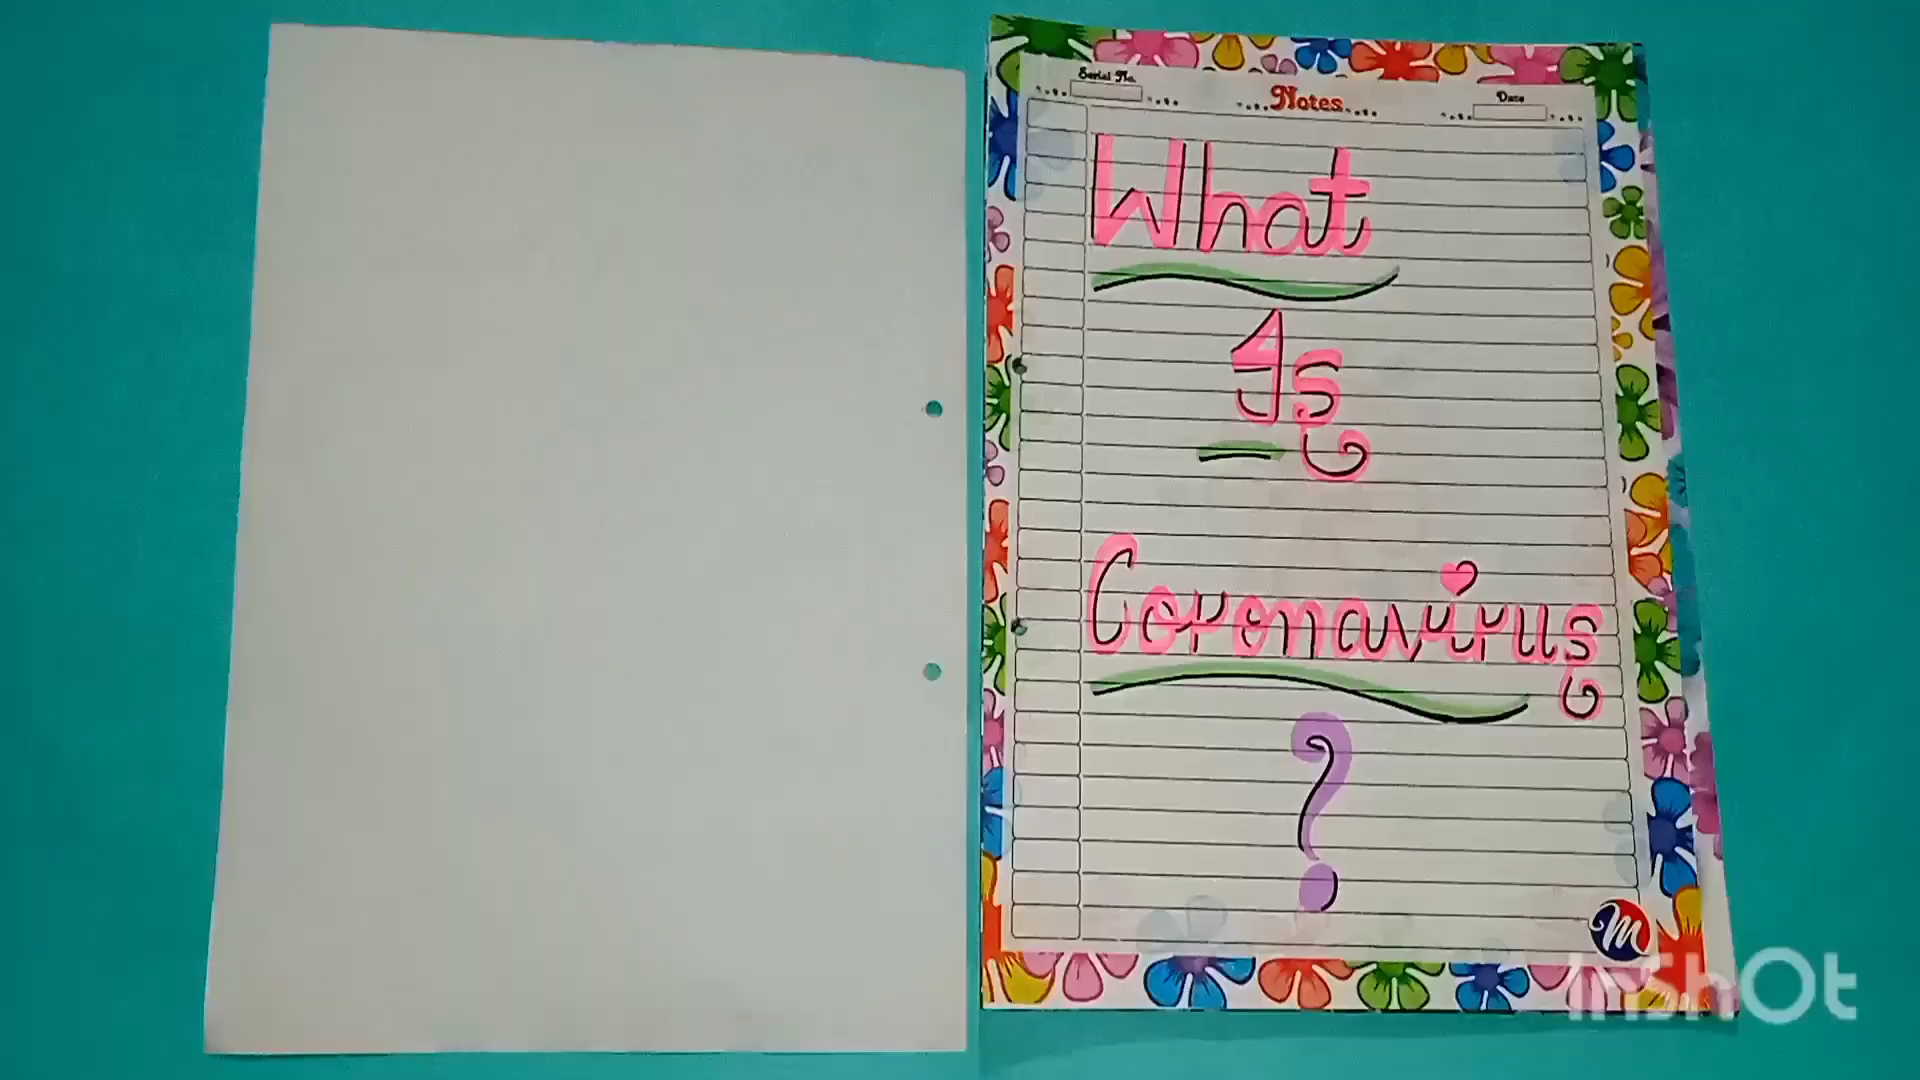 Serial No.
Notes
Date
What
Is
Coronavirus
?
M
InShOt